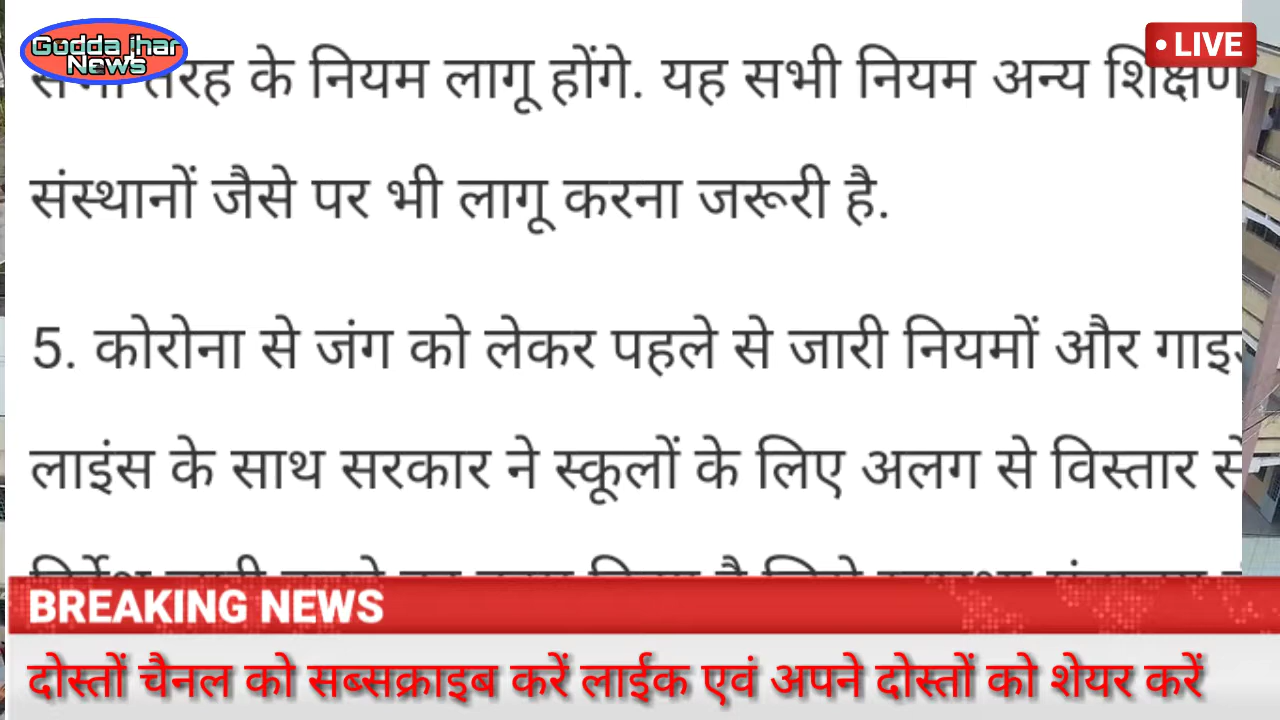 Godda jhar
News
LIVE
तरह के नियम लागू होंगे. यह सभी नियम अन्य शिक्षण
संस्थानों जैसे पर भी लागू करना जरूरी है.
5. कोरोना से जंग को लेकर पहले से जारी नियमों और
लाइंस के साथ सरकार ने स्कूलों के लिए अलग से विस्तार से
BREAKING NEWS
दोस्तों चैनल को सब्सक्राइब करें लाईक एवं अपने दोस्तों को शेयर करें